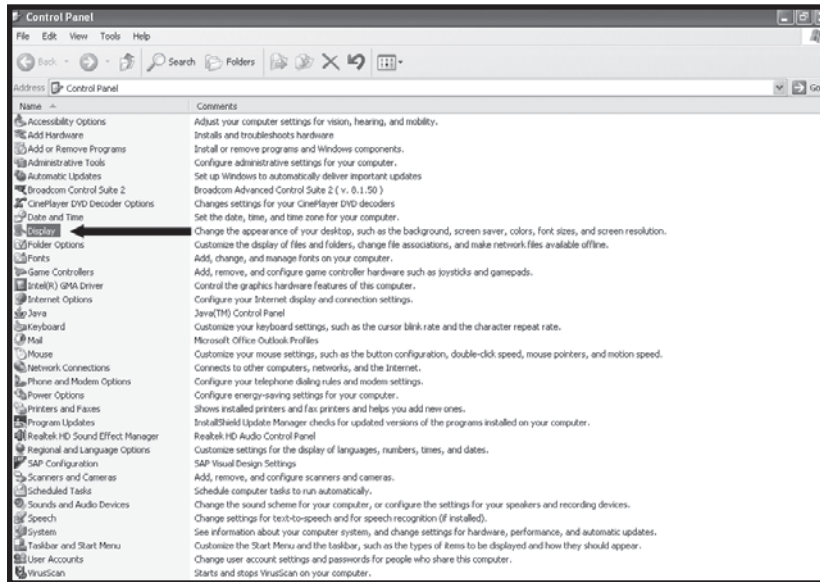 Control Panel
File Edit View Tools Help
Back Search Folders
Address Control Panel Go
Name Comments
Accessibility Options Adjust your computer settings for vision, hearing, and mobility.
Add Hardware Installs and troubleshoots hardware
Add or Remove Programs Install or remove programs and Windows components.
Administrative Tools Configure administrative settings for your computer.
Automatic Updates Set up Windows to automatically deliver important updates
Broadcom Control Suite 2 Broadcom Advanced Control Suite 2 ( v. 8.1.50 )
CinePlayer DVD Decoder Options Changes settings for your CinePlayer DVD decoders
Date and Time Set the date, time, and time zone for your computer.
Display Change the appearance of your desktop, such as the background, screen saver, colors, font sizes, and screen resolution.
Folder Options Customize the display of files and folders, change file associations, and make network files available offline.
Fonts Add, change, and manage fonts on your computer.
Game Controllers Add, remove, and configure game controller hardware such as joysticks and gamepads.
Intel(R) GMA Driver Control the graphics hardware features of this computer.
Internet Options Configure your Internet display and connection settings.
Java Java(TM) Control Panel
Keyboard Customize your keyboard settings, such as the cursor blink rate and the character repeat rate.
Mail Microsoft Office Outlook Profiles
Mouse Customize your mouse settings, such as the button configuration, double-click speed, mouse pointers, and motion speed.
Network Connections Connects to other computers, networks, and the Internet.
Phone and Modem Options Configure your telephone dialing rules and modem settings.
Power Options Configure energy-saving settings for your computer.
Printers and Faxes Shows installed printers and fax printers and helps you add new ones.
Program Updates InstallShield Update Manager checks for updated versions of the programs installed on your computer.
Realtek HD Sound Effect Manager Realtek HD Audio Control Panel
Regional and Language Options Customize settings for the display of languages, numbers, times, and dates.
SAP Configuration SAP Visual Design Settings
Scanners and Cameras Add, remove, and configure scanners and cameras.
Scheduled Tasks Schedule computer tasks to run automatically.
Sounds and Audio Devices Change the sound scheme for your computer, or configure the settings for your speakers and recording devices.
Speech Change settings for text-to-speech and for speech recognition (if installed).
System See information about your computer system, and change settings for hardware, performance, and automatic updates.
Taskbar and Start Menu Customize the Start Menu and the taskbar, such as the types of items to be displayed and how they should appear.
User Accounts Change user account settings and passwords for people who share this computer.
VirusScan Starts and stops VirusScan on your computer.